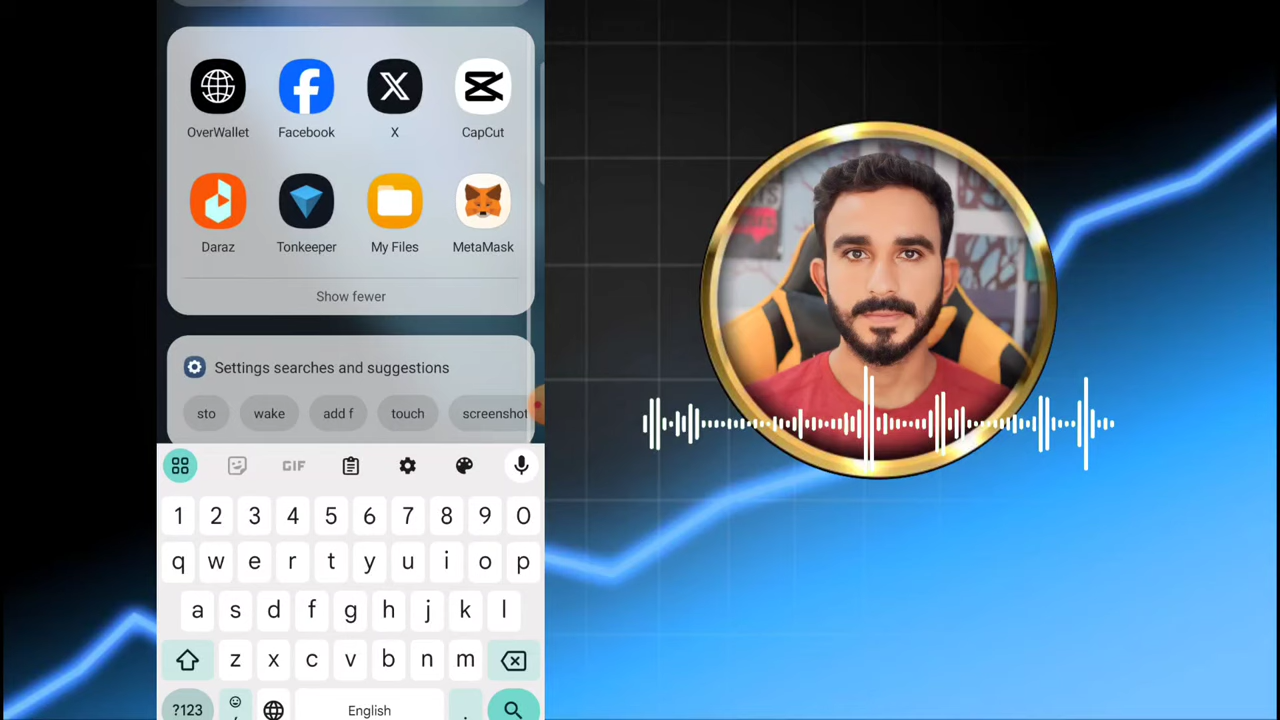 OverWallet Facebook X CapCut
Daraz Tonkeeper My Files MetaMask
Show fewer
Settings searches and suggestions
sto wake add f touch screenshot
GIF
1 2 3 4 5 6 7 8 9 0
q w e r t y u i o p
a s d f g h j k l
z x c v b n m
?123 English .